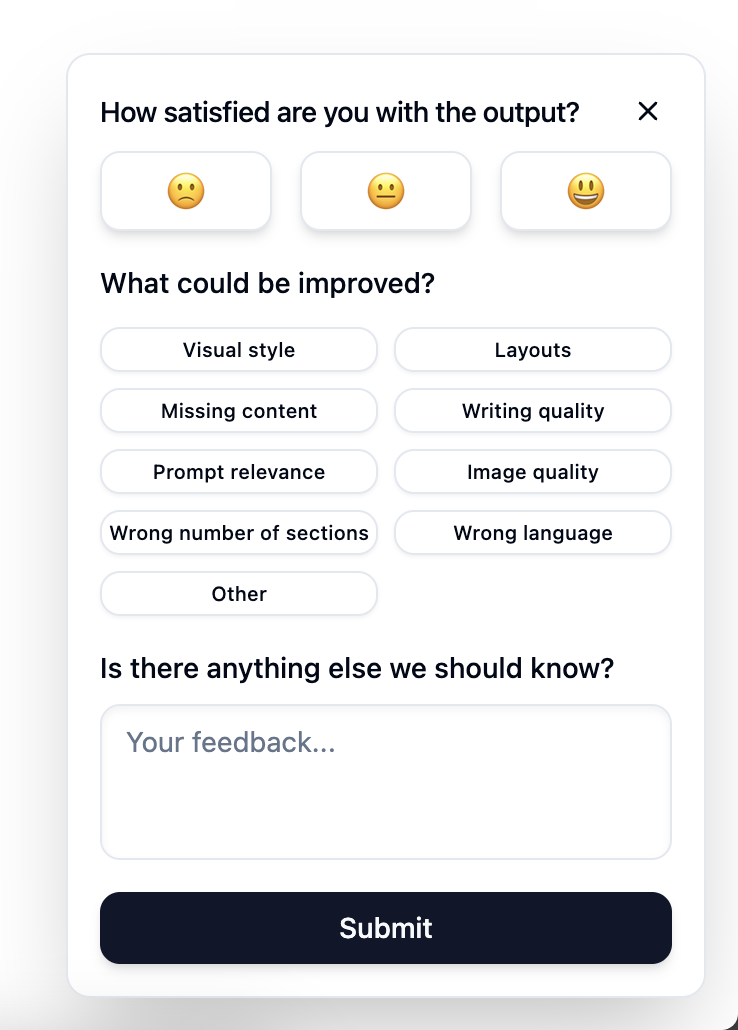 How satisfied are you with the output?
What could be improved?
Visual style
Layouts
Missing content
Writing quality
Prompt relevance
Image quality
Wrong number of sections
Wrong language
Other
Is there anything else we should know?
Your feedback...
Submit